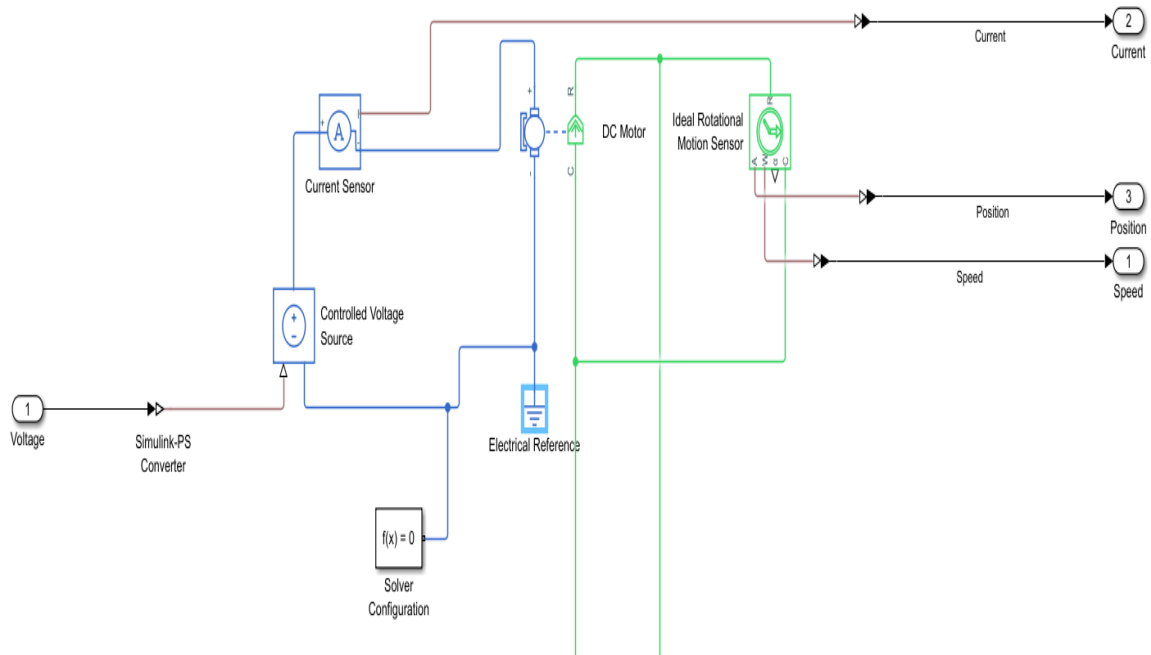 2
Current
Current
+
I
A
-
Current Sensor
+
-
R
C
DC Motor
Ideal Rotational
Motion Sensor
R
A
W
α
C
3
Position
Position
1
Speed
Speed
+
-
Controlled Voltage
Source
1
Voltage
Simulink-PS
Converter
Electrical Reference
f(x) = 0
Solver
Configuration